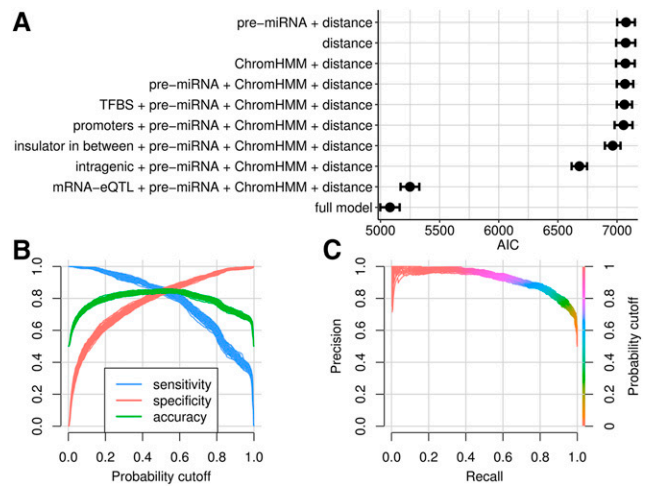 A
pre-miRNA + distance
distance
ChromHMM + distance
pre-miRNA + ChromHMM + distance
TFBS + pre-miRNA + ChromHMM + distance
promoters + pre-miRNA + ChromHMM + distance
insulator in between + pre-miRNA + ChromHMM + distance
intragenic + pre-miRNA + ChromHMM + distance
mRNA-eQTL + pre-miRNA + ChromHMM + distance
full model
5000 5500 6000 6500 7000
AIC
B
1.0
0.8
0.6
0.4
0.2
0.0
sensitivity
specificity
accuracy
0.0 0.2 0.4 0.6 0.8 1.0
Probability cutoff
C
Precision
1.0
0.8
0.6
0.4
0.2
0.0
0.0 0.2 0.4 0.6 0.8 1.0
Recall
1
0.8
0.6
0.4
0.2
0
Probability cutoff